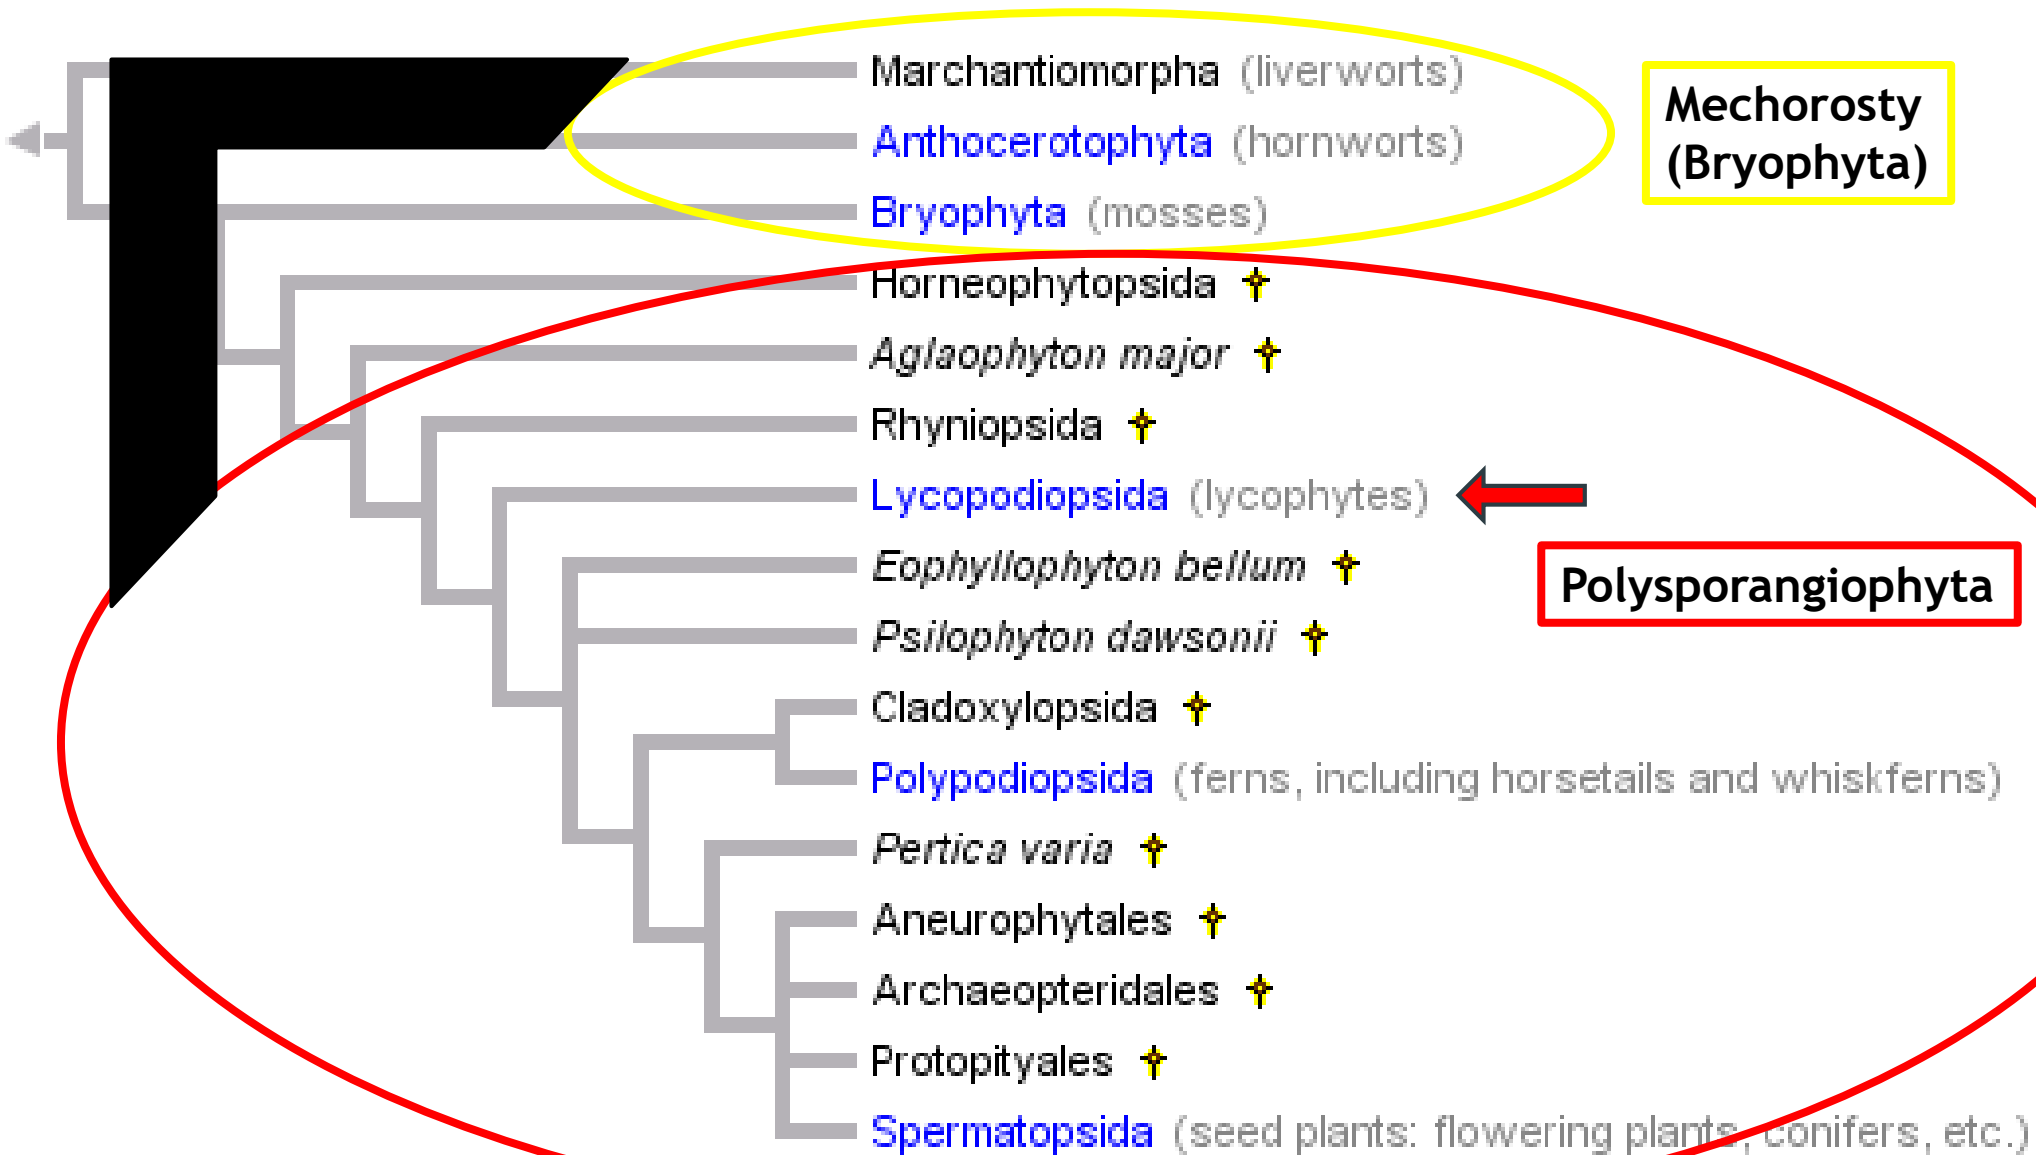 Marchantiomorpha (liverworts)
Anthocerotophyta (hornworts)
Bryophyta (mosses)
Mechorosty
(Bryophyta)
Horneophytopsida †
Aglaophyton major †
Rhyniopsida †
Lycopodiopsida (lycophytes)
Eophyllophyton bellum †
Polysporangiophyta
Psilophyton dawsonii †
Cladoxylopsida †
Polypodiopsida (ferns, including horsetails and whiskferns)
Pertica varia †
Aneurophytales †
Archaeopteridales †
Protopityales †
Spermatopsida (seed plants: flowering plants, conifers, etc.)